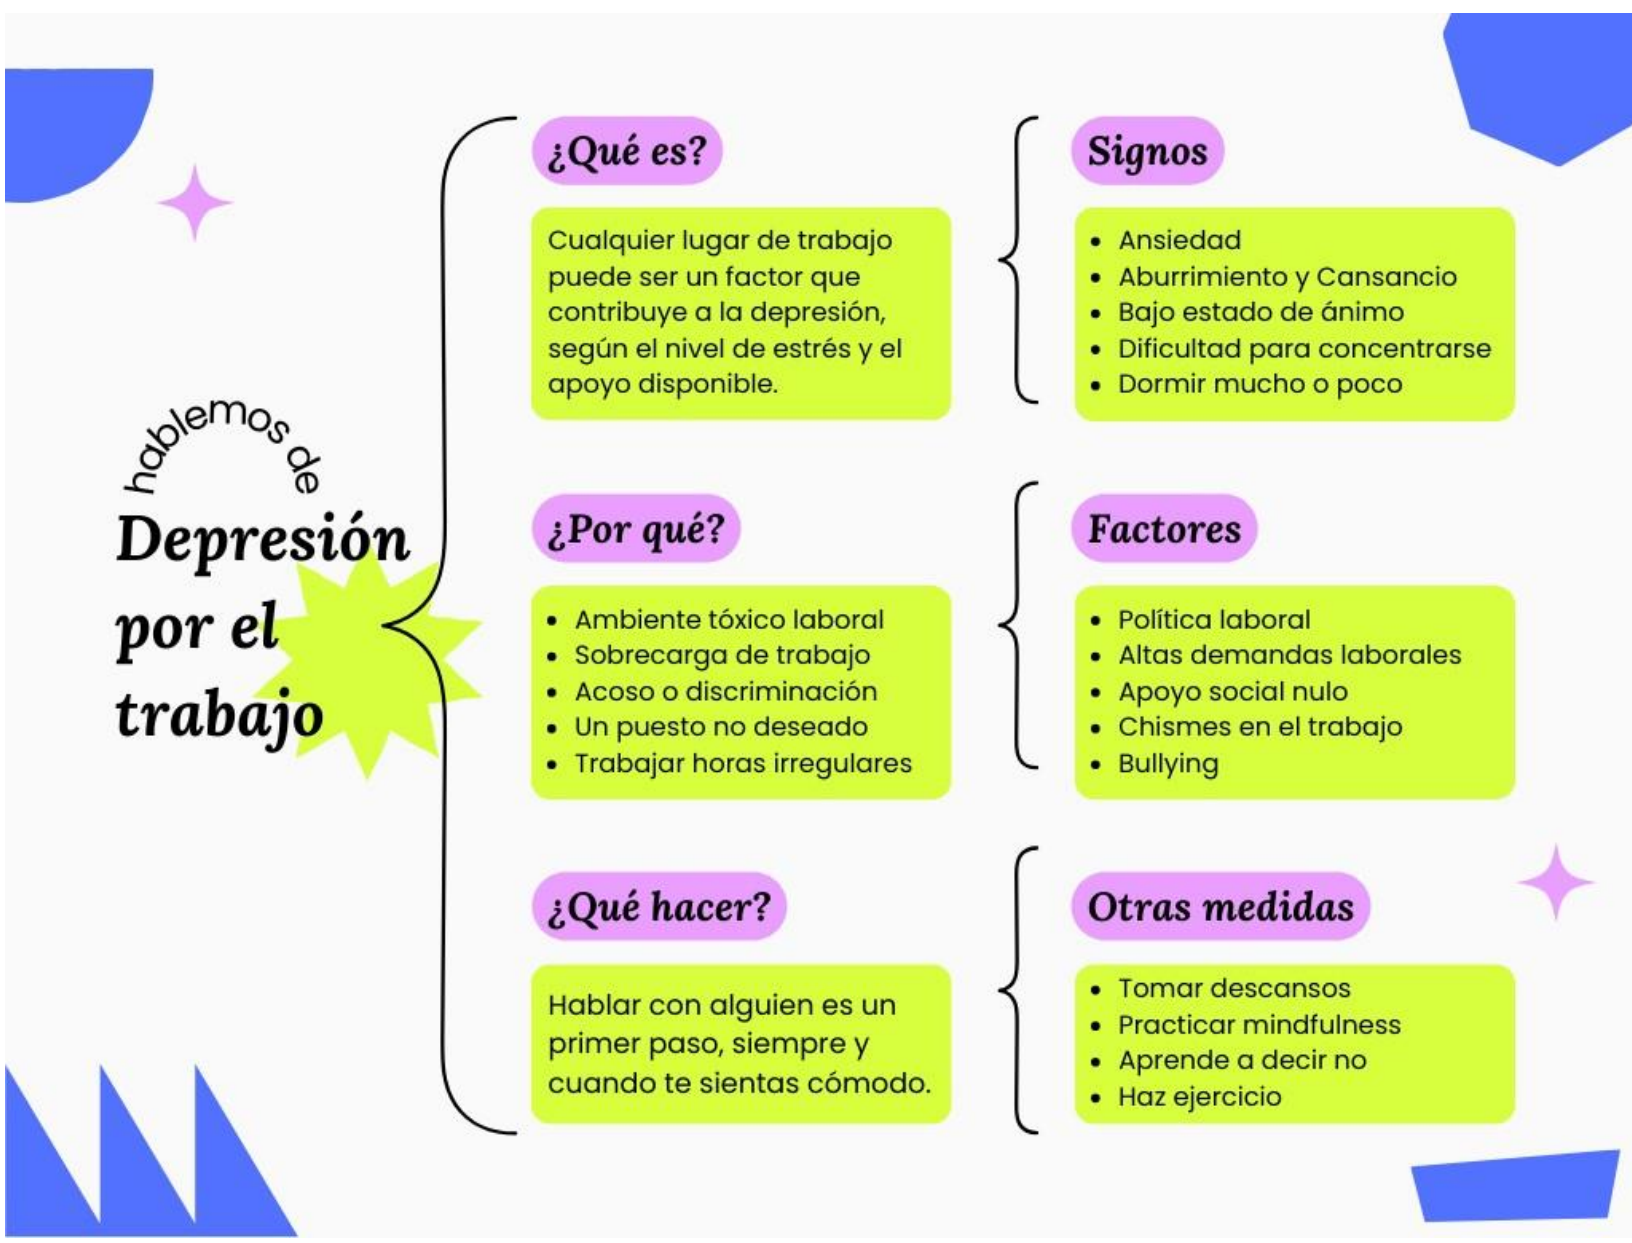 hablemos de
Depresión
por el
trabajo
¿Qué es?
Cualquier lugar de trabajo
puede ser un factor que
contribuye a la depresión,
según el nivel de estrés y el
apoyo disponible.
Signos
• Ansiedad
• Aburrimiento y Cansancio
• Bajo estado de ánimo
• Dificultad para concentrarse
• Dormir mucho o poco
¿Por qué?
• Ambiente tóxico laboral
• Sobrecarga de trabajo
• Acoso o discriminación
• Un puesto no deseado
• Trabajar horas irregulares
Factores
• Política laboral
• Altas demandas laborales
• Apoyo social nulo
• Chismes en el trabajo
• Bullying
¿Qué hacer?
Hablar con alguien es un
primer paso, siempre y
cuando te sientas cómodo.
Otras medidas
• Tomar descansos
• Practicar mindfulness
• Aprende a decir no
• Haz ejercicio